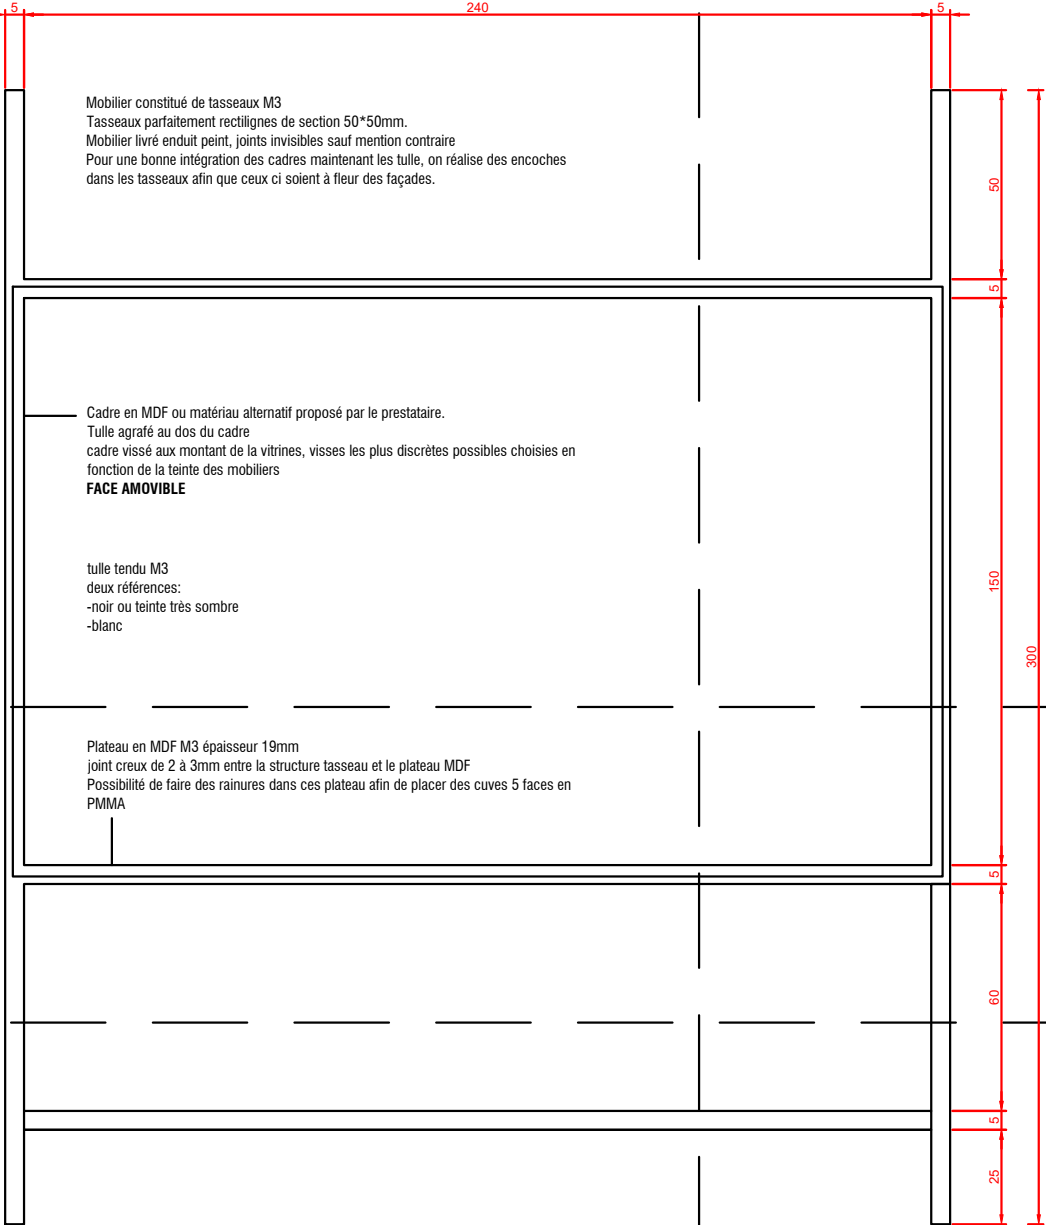 5
240
5
Mobilier constitué de tasseaux M3
Tasseaux parfaitement rectilignes de section 50*50mm.
Mobilier livré enduit peint, joints invisibles sauf mention contraire
Pour une bonne intégration des cadres maintenant les tulle, on réalise des encoches
dans les tasseaux afin que ceux ci soient à fleur des façades.
50
5
Cadre en MDF ou matériau alternatif proposé par le prestataire.
Tulle agrafé au dos du cadre
cadre vissé aux montant de la vitrines, visses les plus discrètes possibles choisies en
fonction de la teinte des mobiliers
FACE AMOVIBLE
tulle tendu M3
deux références:
-noir ou teinte très sombre
-blanc
150
300
Plateau en MDF M3 épaisseur 19mm
joint creux de 2 à 3mm entre la structure tasseau et le plateau MDF
Possibilité de faire des rainures dans ces plateau afin de placer des cuves 5 faces en
PMMA
5
60
5
25